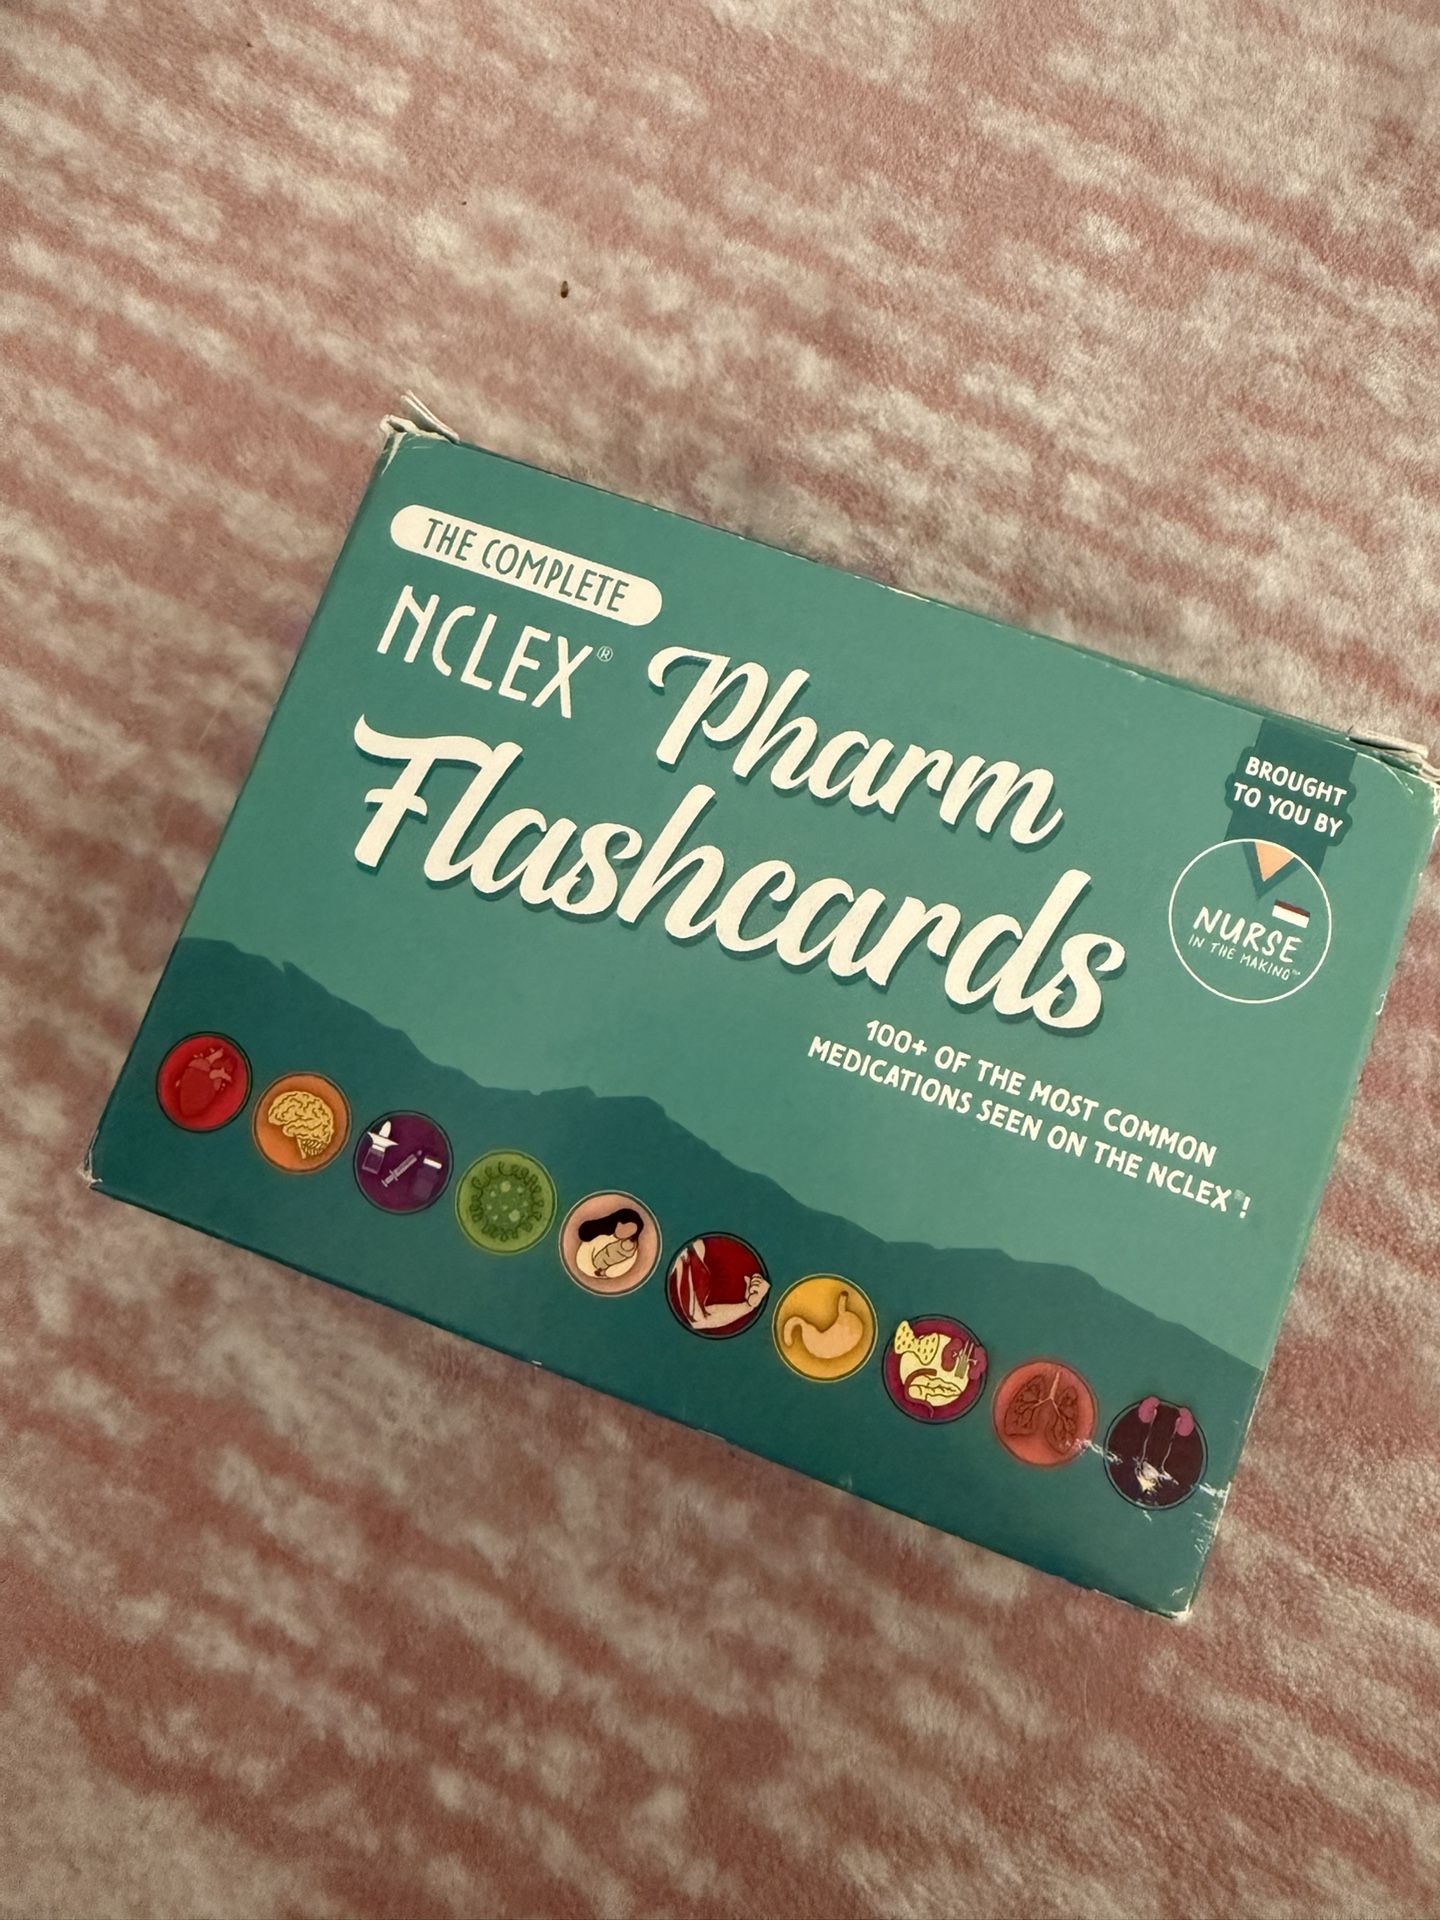 THE COMPLETE
NCLEX® Pharm
Flashcards
BROUGHT
TO YOU BY
NURSE
IN THE MAKING™
100+ OF THE MOST COMMON
MEDICATIONS SEEN ON THE NCLEX®!